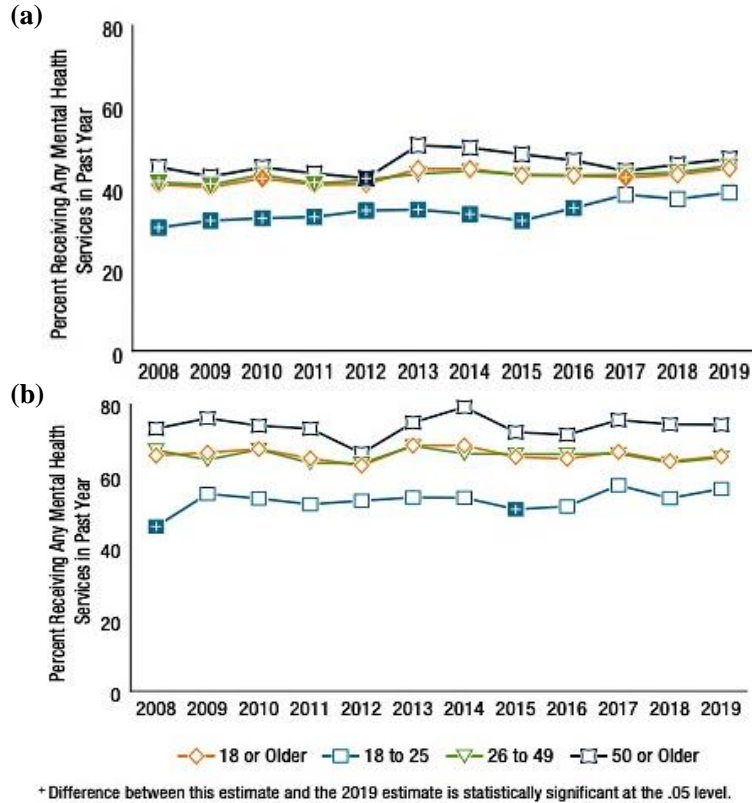 (a)
Percent Receiving Any Mental Health
Services in Past Year
80
60
40
20
0
2008 2009 2010 2011 2012 2013 2014 2015 2016 2017 2018 2019
(b)
Percent Receiving Any Mental Health
Services in Past Year
80
60
40
20
0
2008 2009 2010 2011 2012 2013 2014 2015 2016 2017 2018 2019
18 or Older 18 to 25 26 to 49 50 or Older
+ Difference between this estimate and the 2019 estimate is statistically significant at the .05 level.